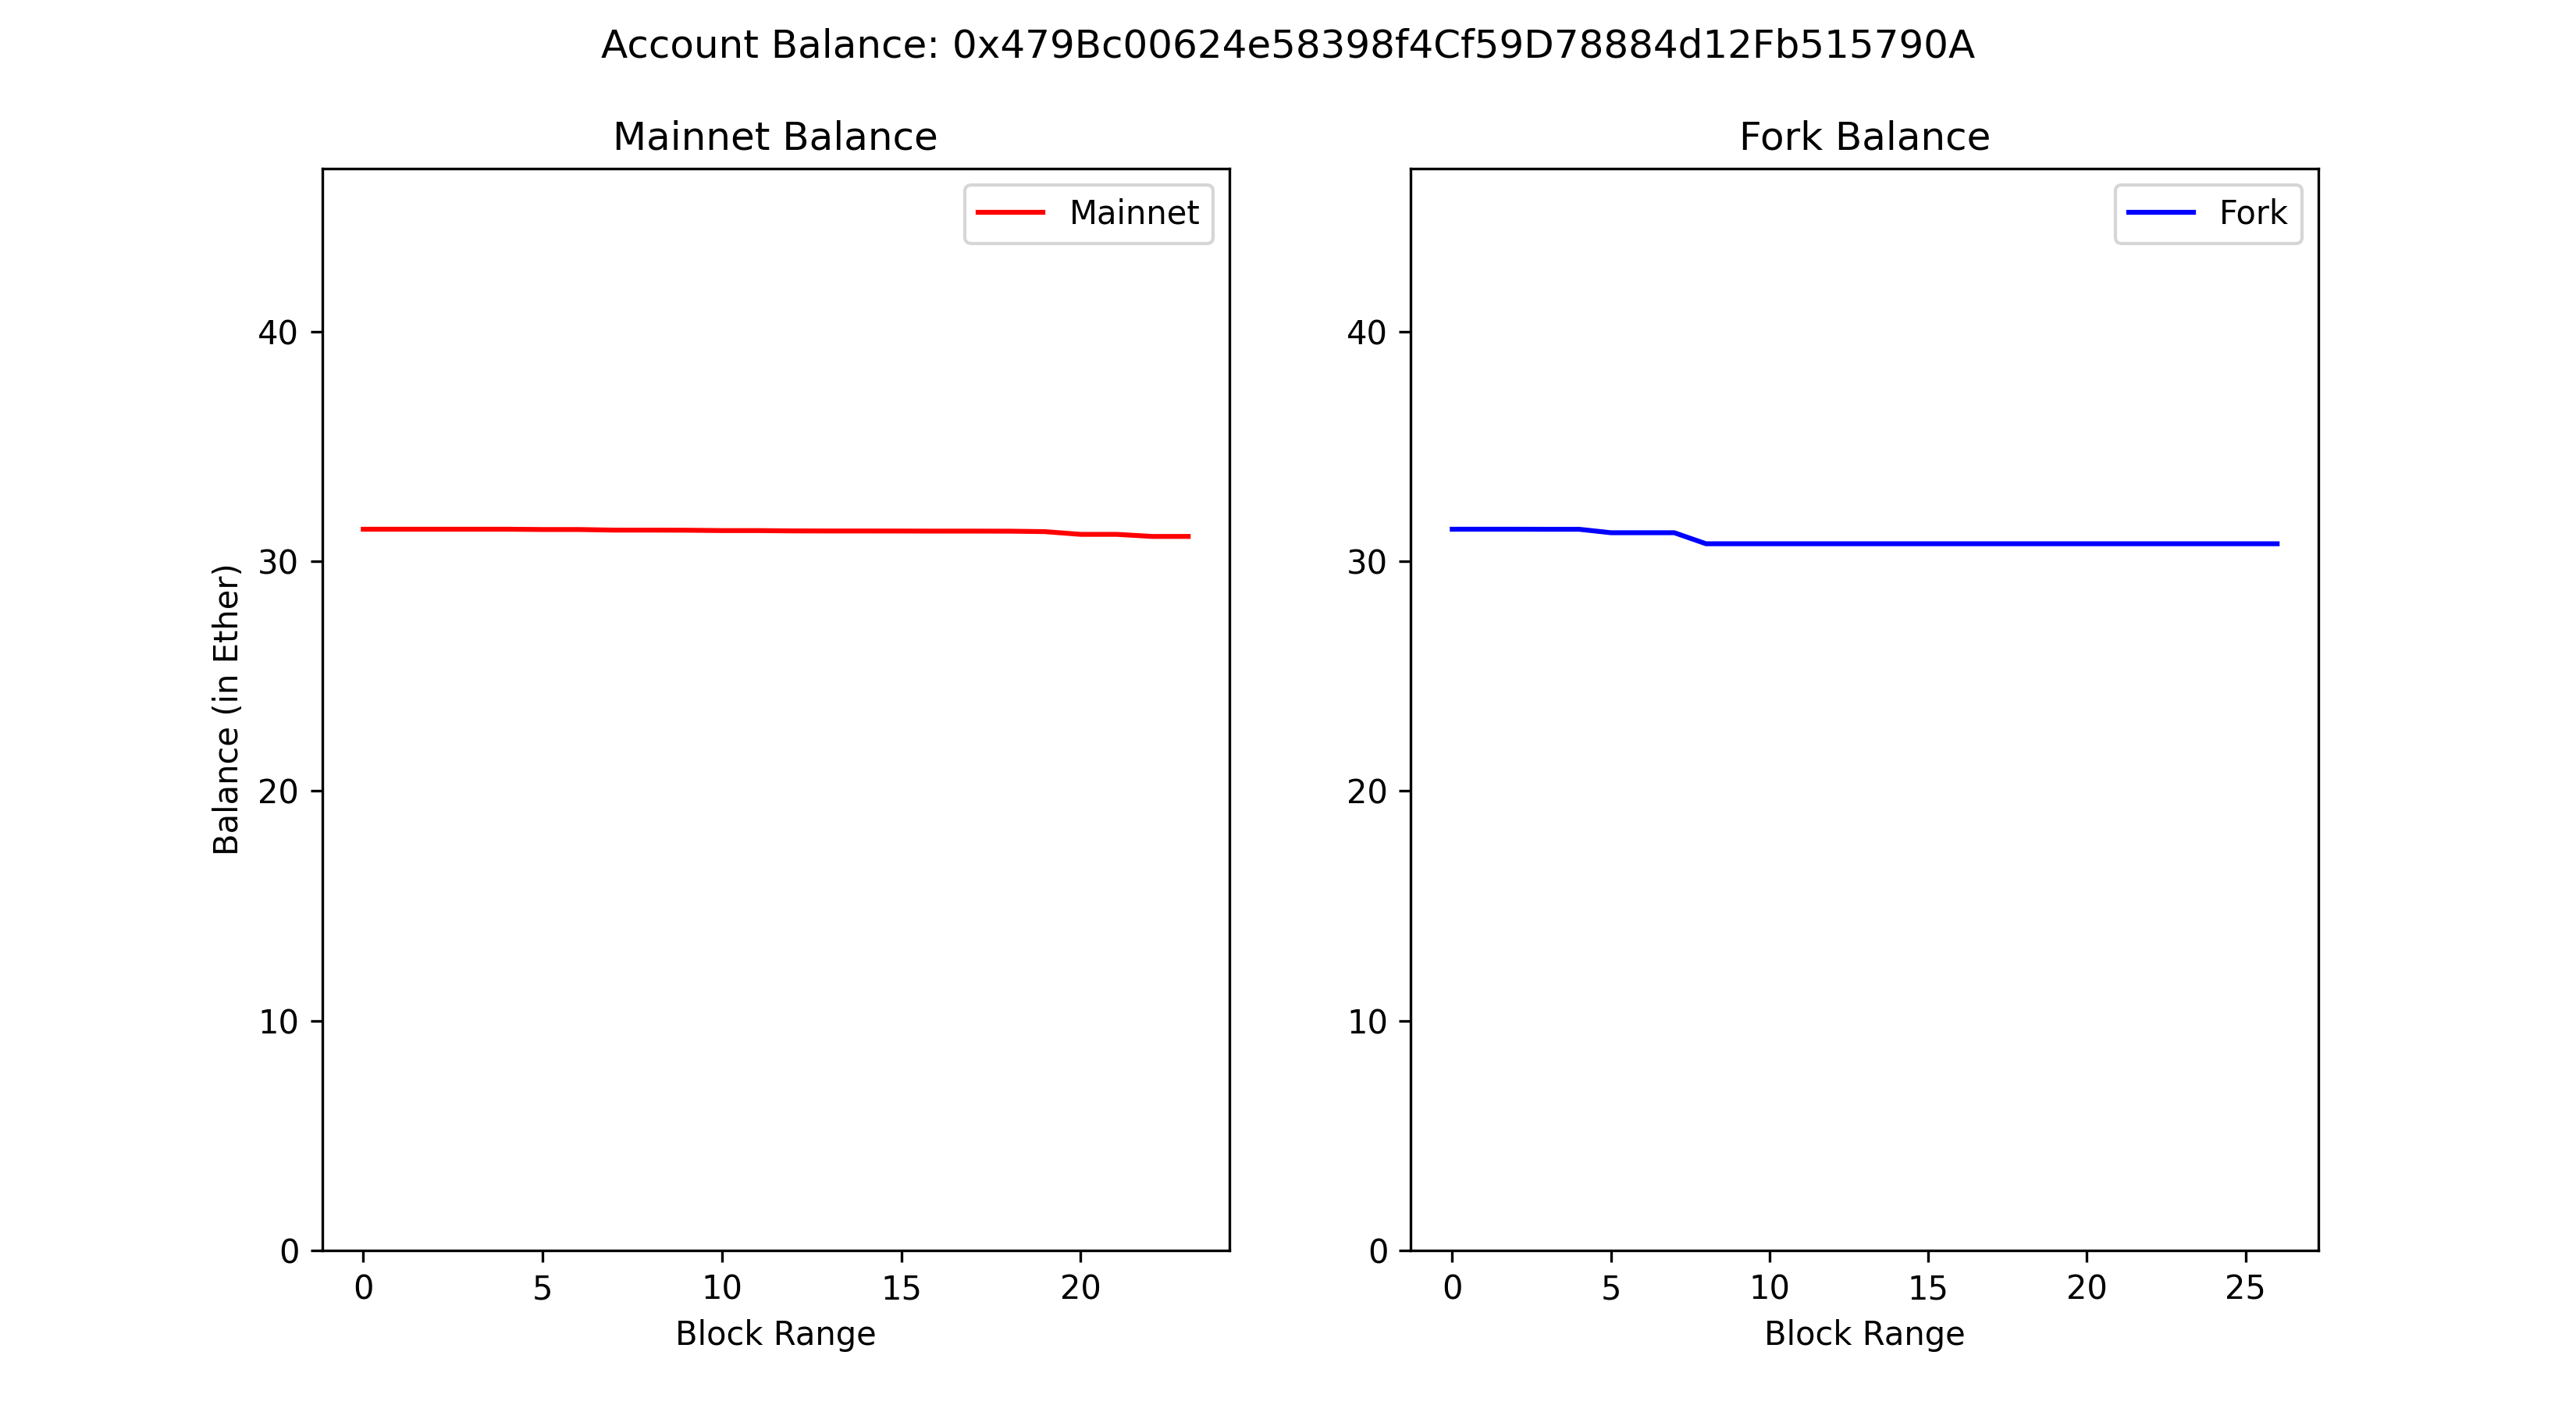 Account Balance: 0x479Bc00624e58398f4Cf59D78884d12Fb515790A
Mainnet Balance
Mainnet
Balance (in Ether)
40
30
20
10
0
0 5 10 15 20
Block Range
Fork Balance
Fork
40
30
20
10
0
0 5 10 15 20 25
Block Range